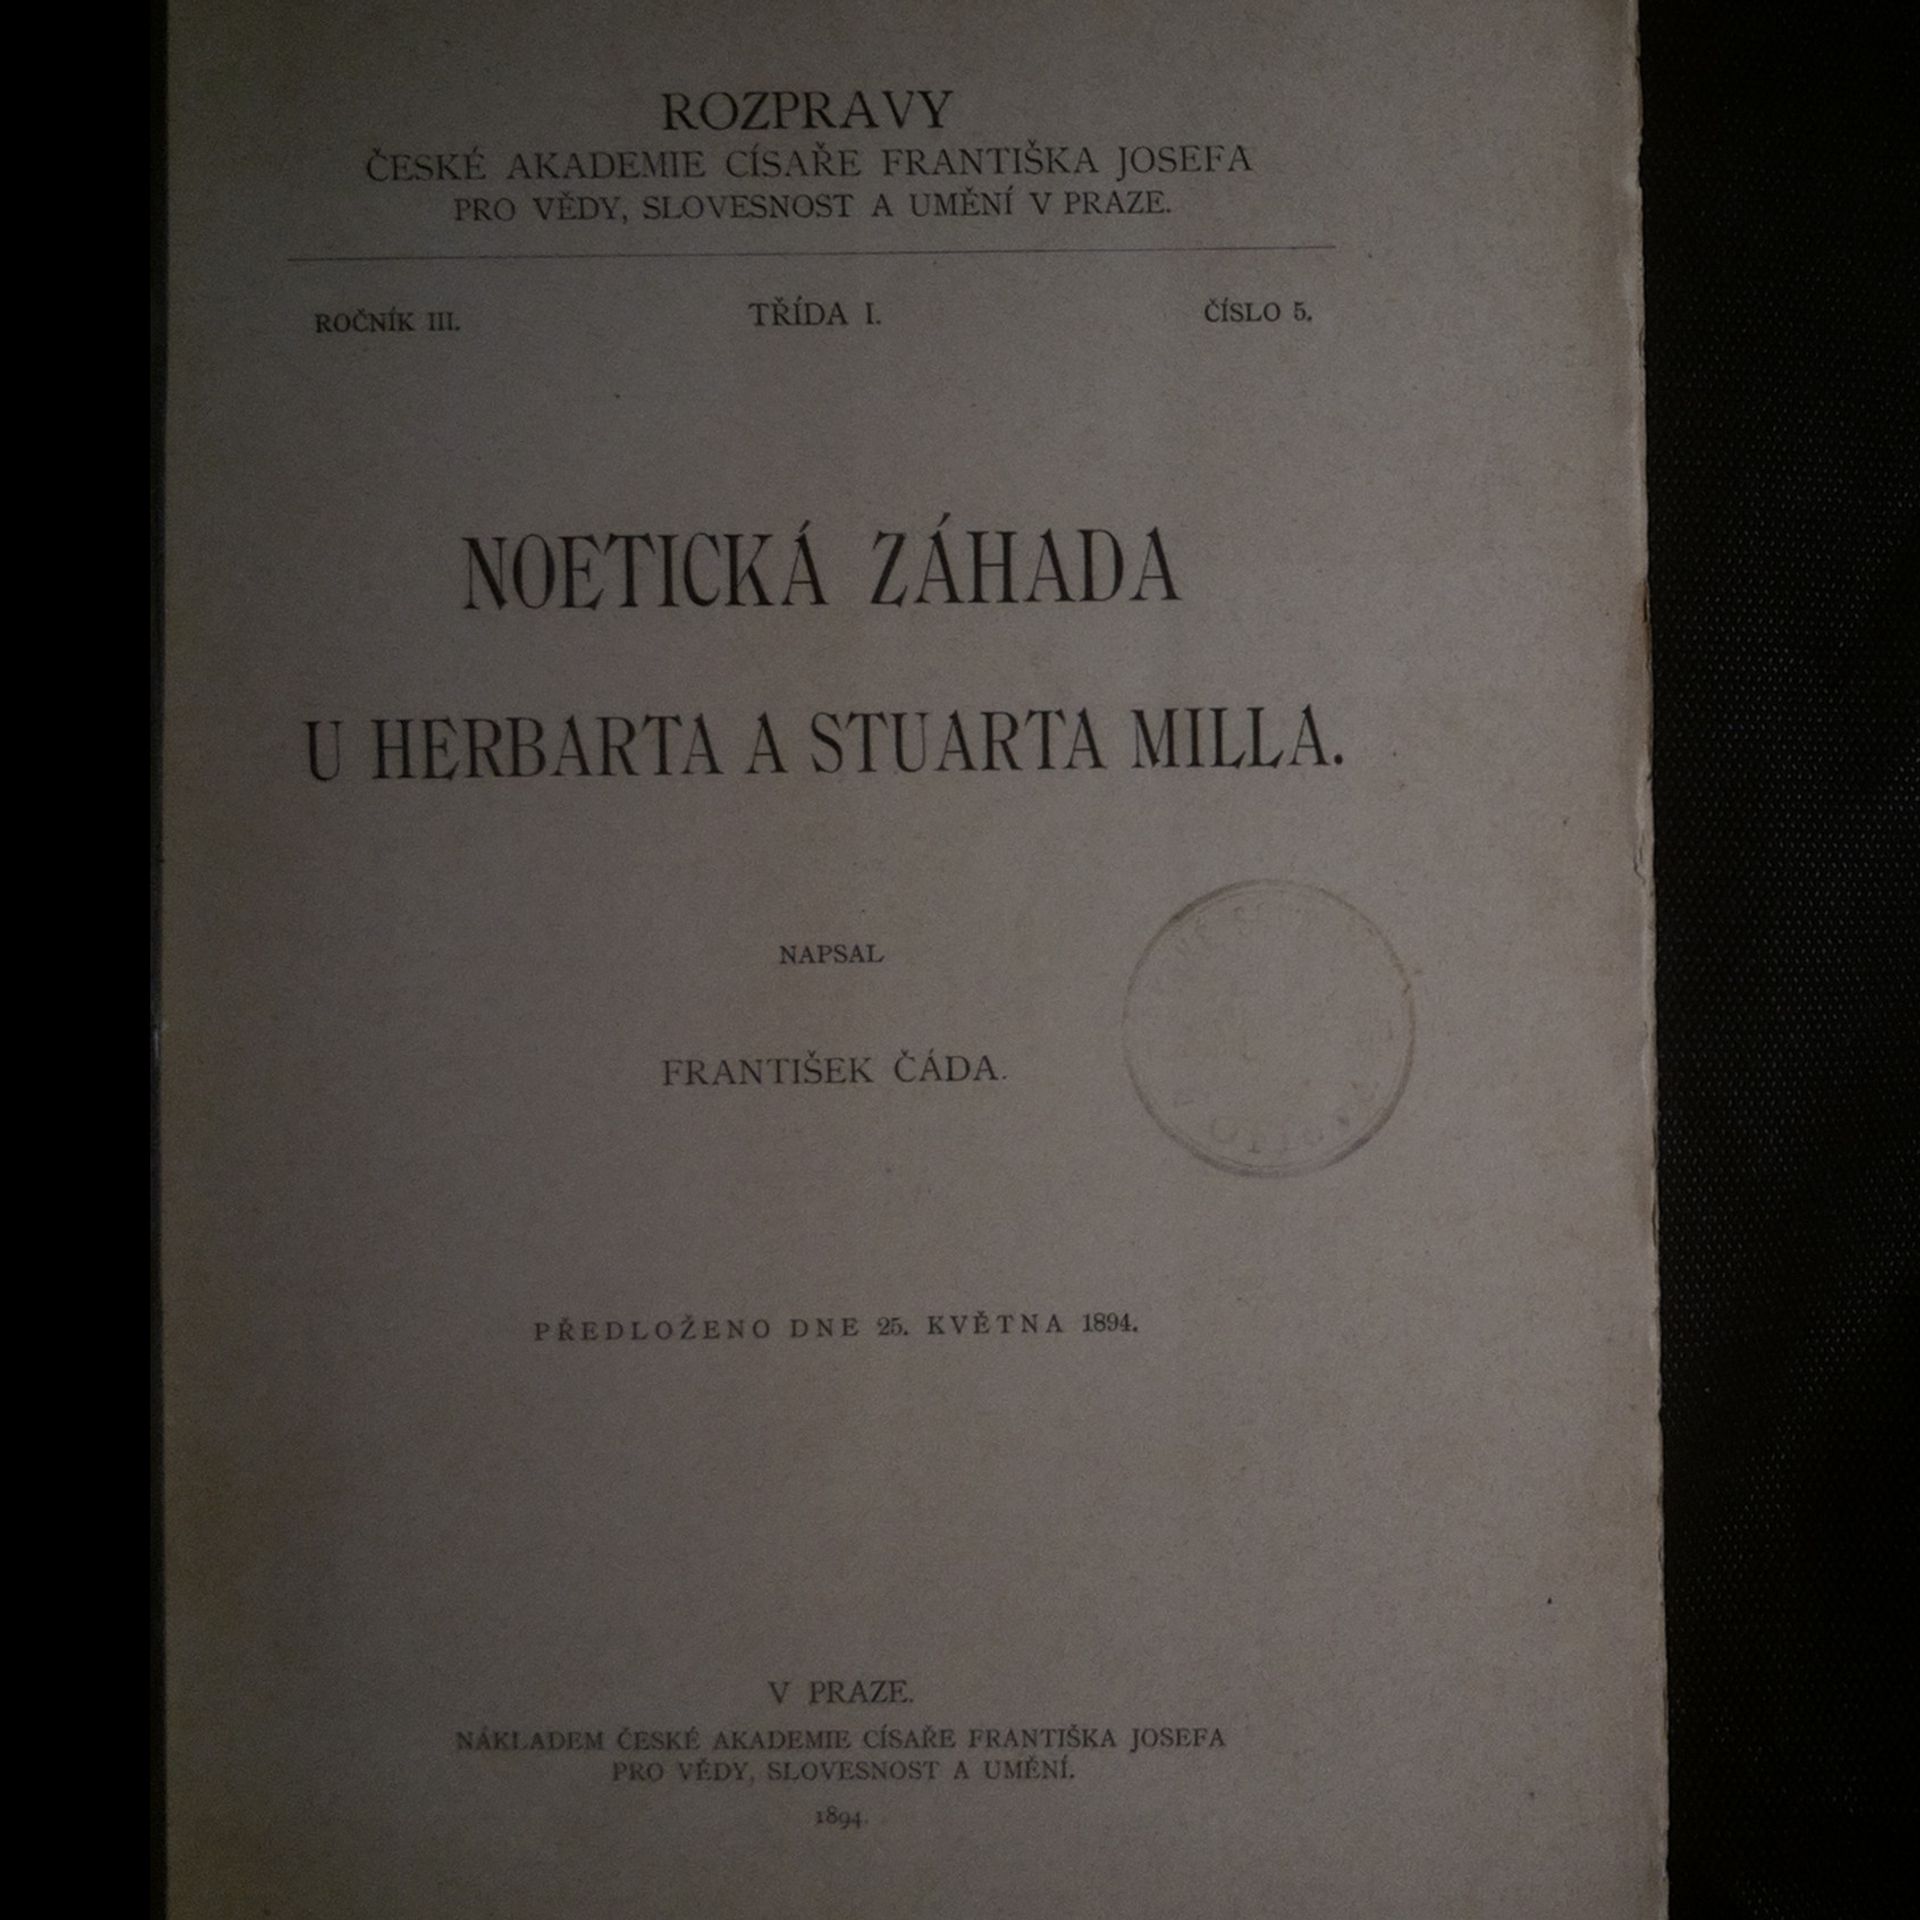 ROZPRAVY
ČESKÉ AKADEMIE CÍSAŘE FRANTIŠKA JOSEFA
PRO VĚDY, SLOVESNOST A UMĚNÍ V PRAZE.
ROČNÍK III. TŘÍDA I. ČÍSLO 5.
NOETICKÁ ZÁHADA
U HERBARTA A STUARTA MILLA.
NAPSAL
FRANTIŠEK ČÁDA.
PŘEDLOŽENO DNE 25. KVĚTNA 1894.
V PRAZE.
NÁKLADEM ČESKÉ AKADEMIE CÍSAŘE FRANTIŠKA JOSEFA
PRO VĚDY, SLOVESNOST A UMĚNÍ.
1894.